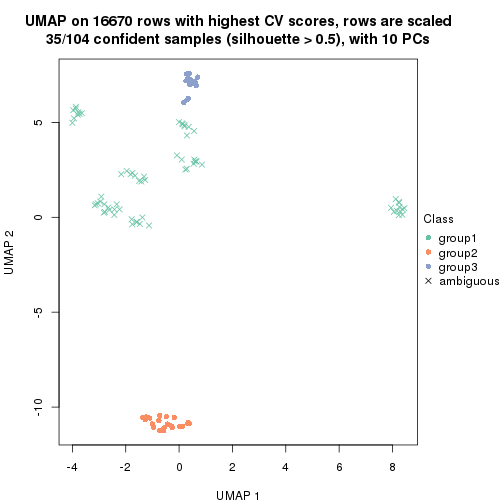 UMAP on 16670 rows with highest CV scores, rows are scaled
35/104 confident samples (silhouette > 0.5), with 10 PCs
5
0
-5
-10
UMAP 2
-4
-2
0
2
4
6
8
UMAP 1
Class
group1
group2
group3
ambiguous